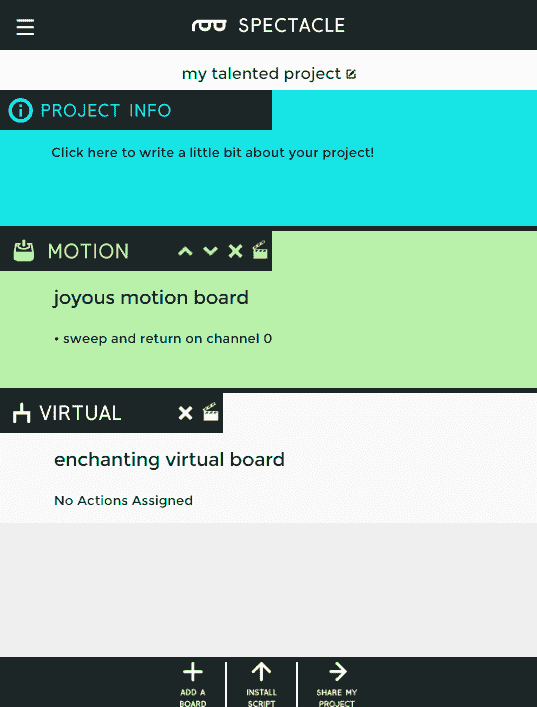 SPECTACLE
my talented project
PROJECT INFO
Click here to write a little bit about your project!
MOTION
joyous motion board
• sweep and return on channel 0
VIRTUAL
enchanting virtual board
No Actions Assigned
ADD A
BOARD
INSTALL
SCRIPT
SHARE MY
PROJECT